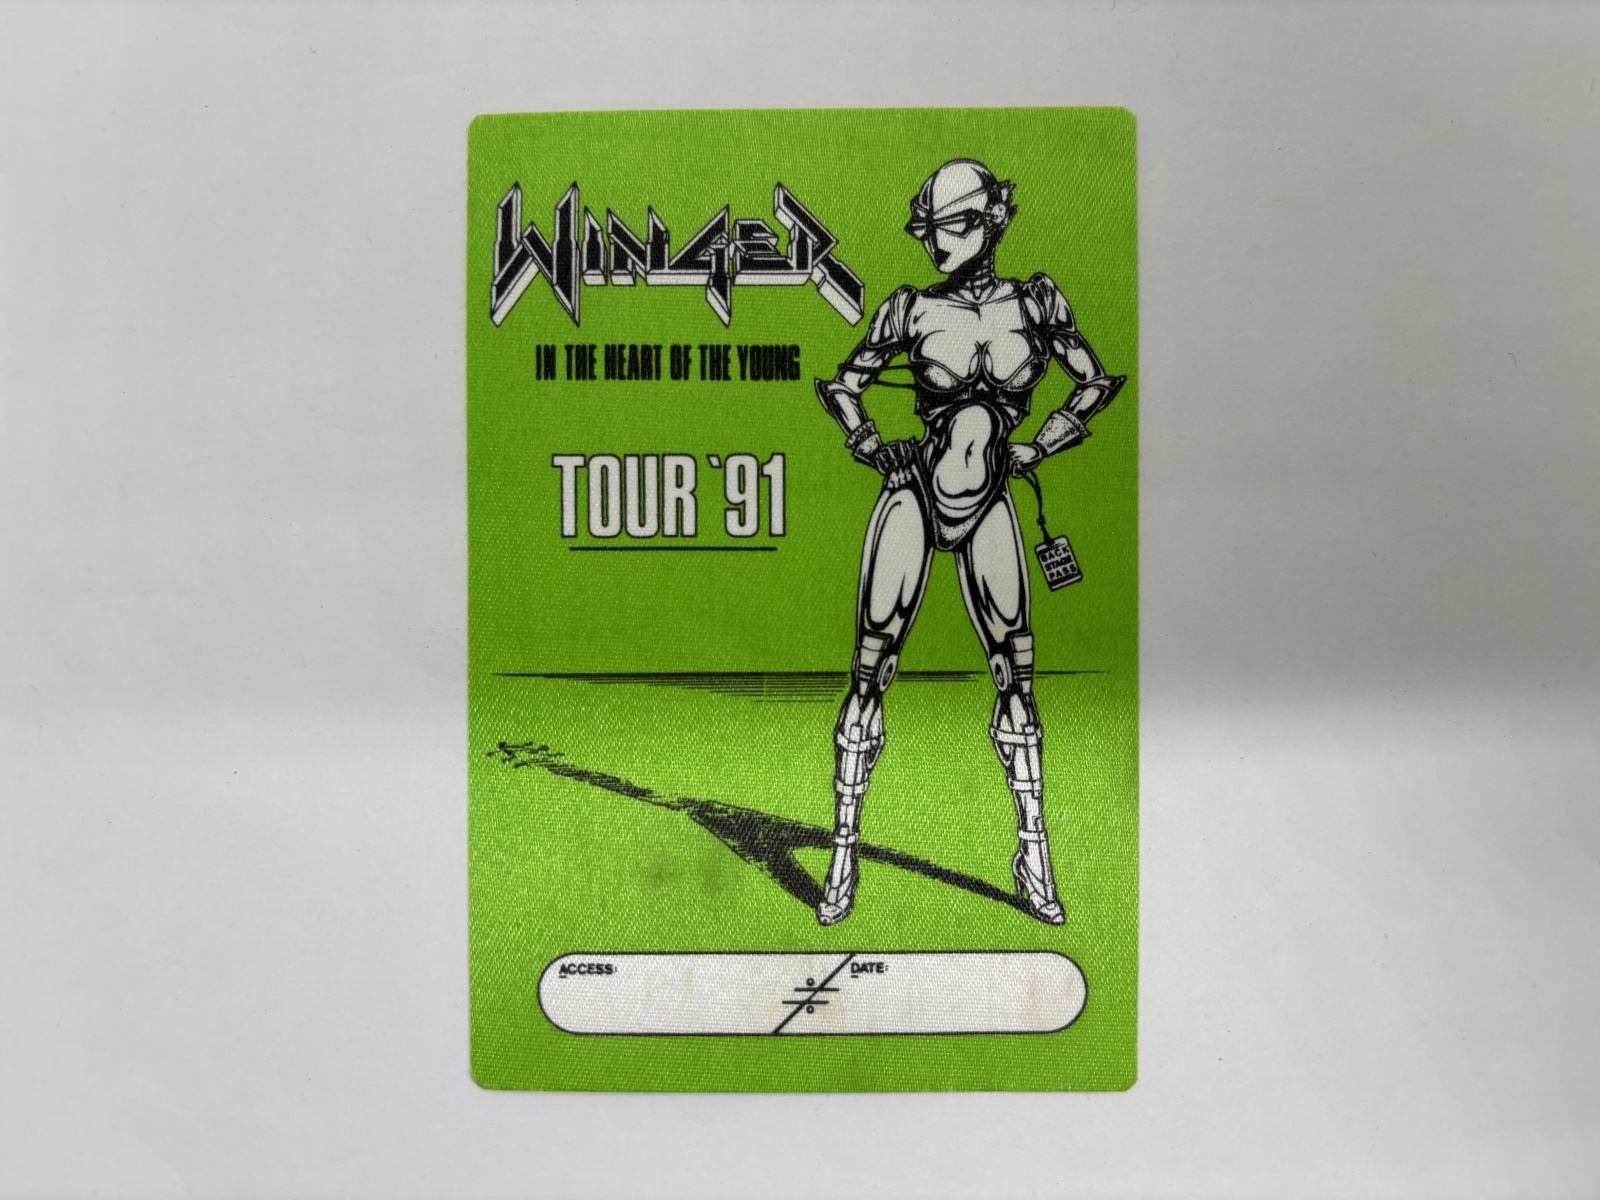 WINGER
IN THE HEART OF THE YOUNG
TOUR '91
BACK
STAGE
PASS
ACCESS:
DATE: